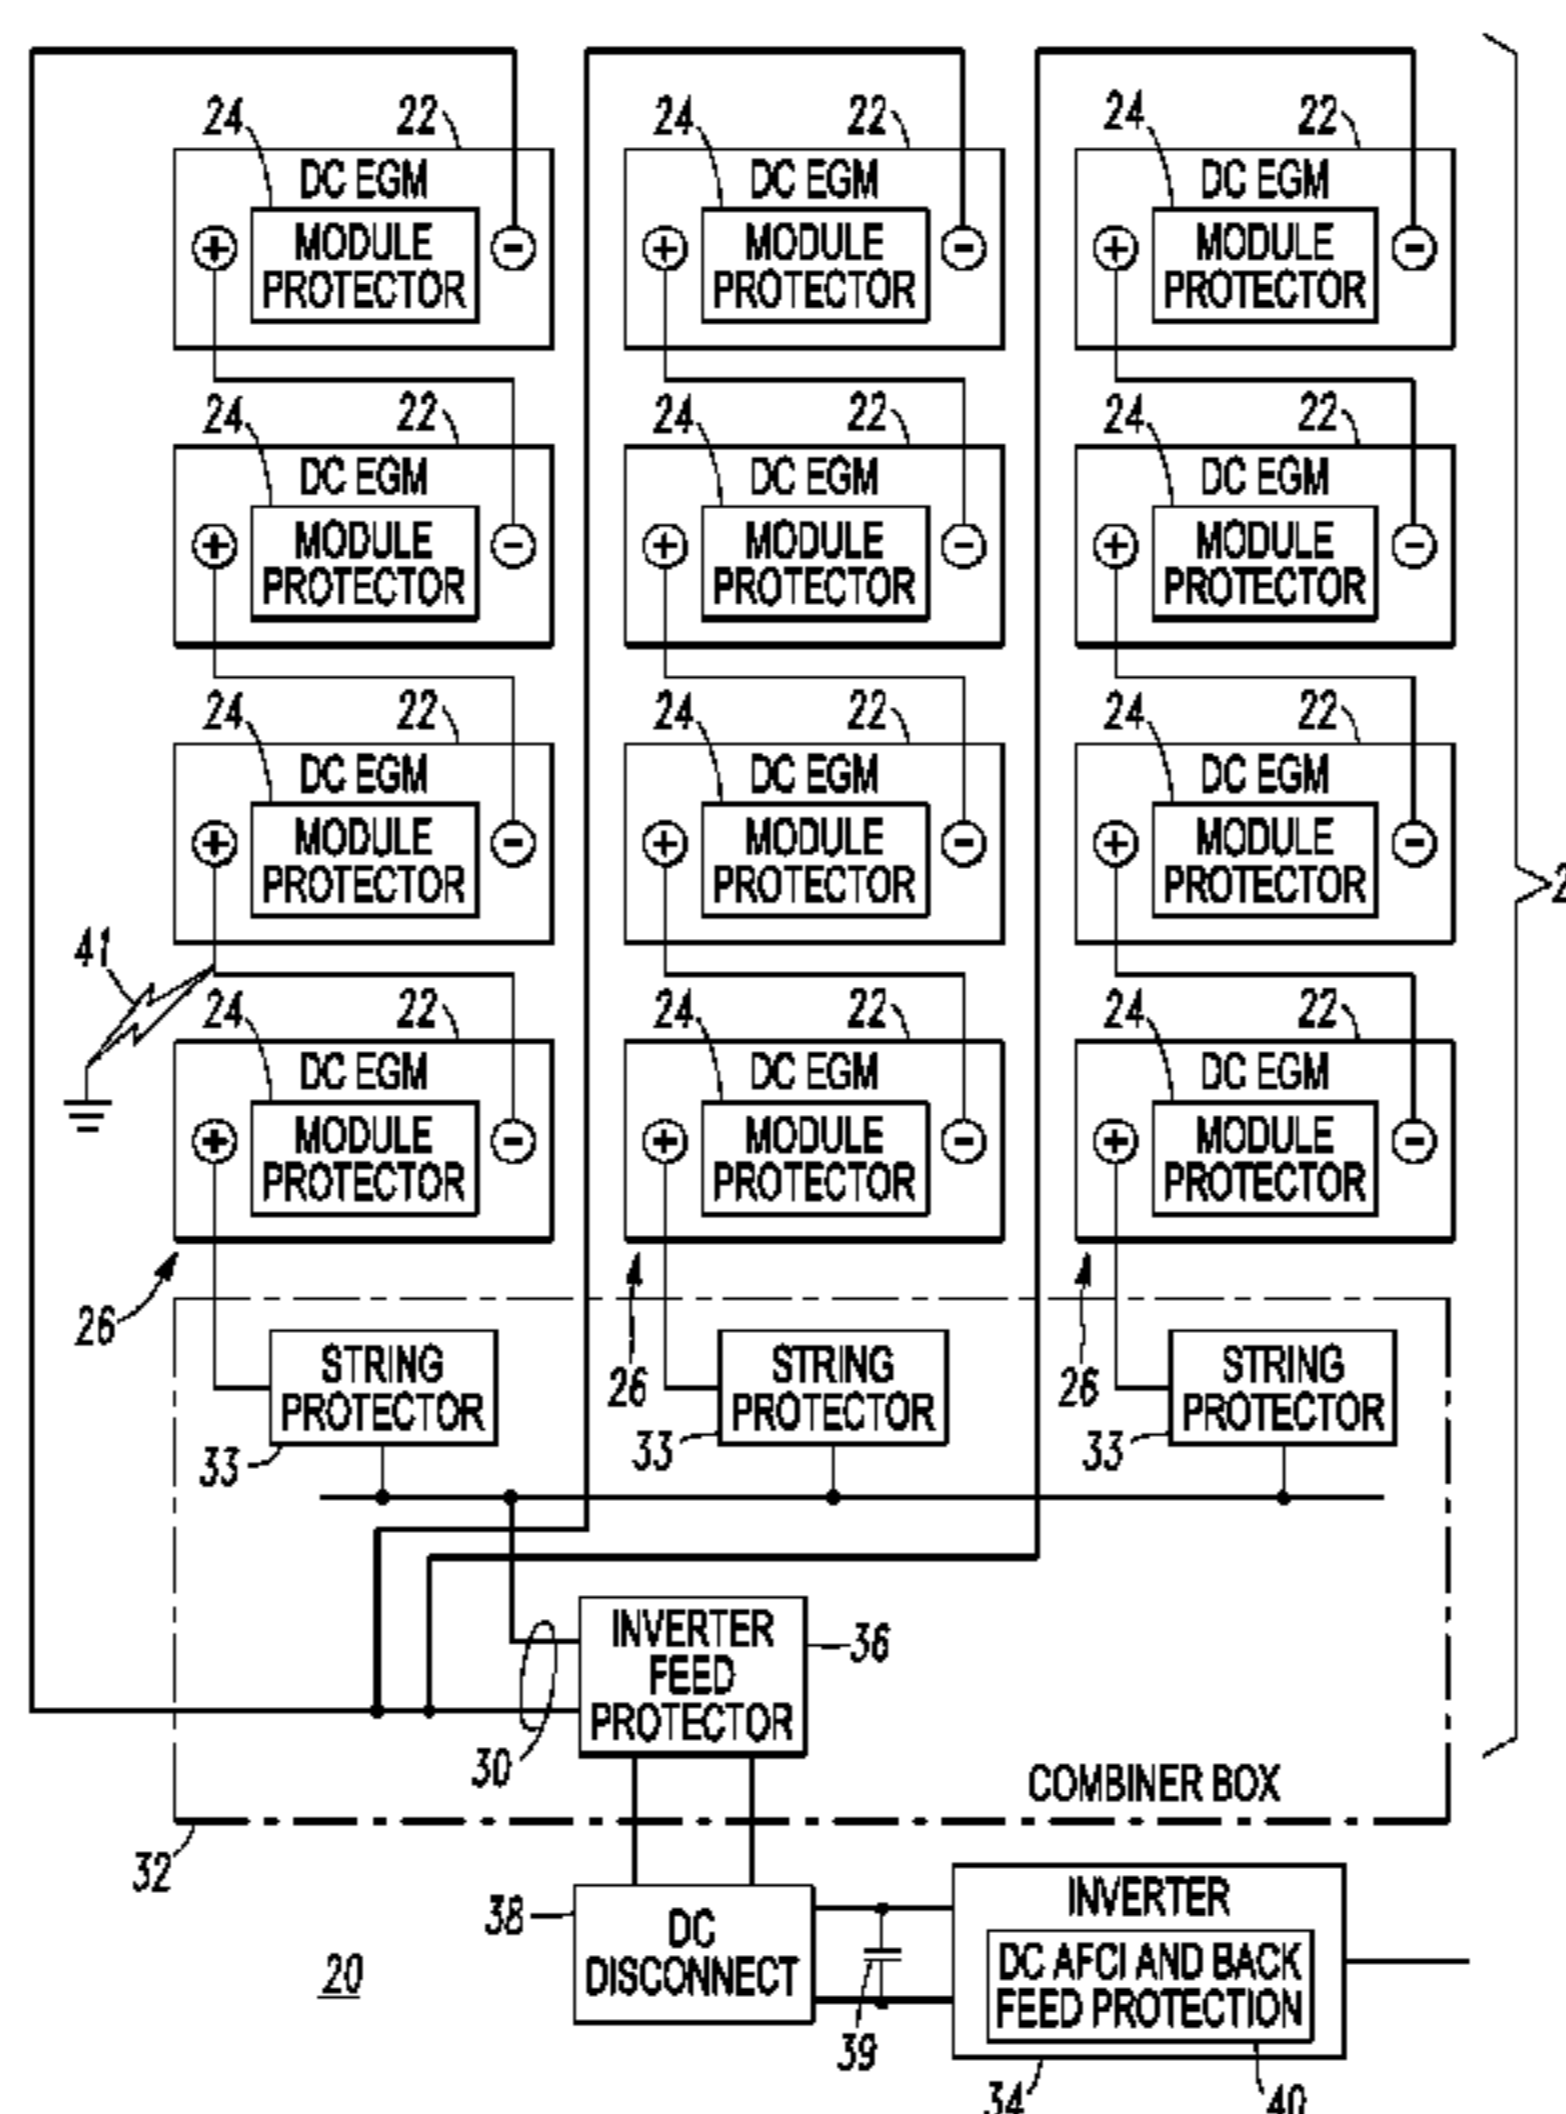 24 22 24 22 24 22
DC EGM DC EGM DC EGM
+ MODULE - + MODULE - + MODULE -
PROTECTOR PROTECTOR PROTECTOR
24 22 24 22 24 22
DC EGM DC EGM DC EGM
+ MODULE - + MODULE - + MODULE -
PROTECTOR PROTECTOR PROTECTOR
24 22 24 22 24 22
DC EGM DC EGM DC EGM
+ MODULE - + MODULE - + MODULE -
PROTECTOR PROTECTOR PROTECTOR
41
24 22 24 22 24 22
DC EGM DC EGM DC EGM
+ MODULE - + MODULE - + MODULE -
PROTECTOR PROTECTOR PROTECTOR
26 26 26
STRING STRING STRING
PROTECTOR PROTECTOR PROTECTOR
33 33 33
INVERTER
FEED
PROTECTOR
36
30
COMBINER BOX
32
38
DC
DISCONNECT
39
INVERTER
DC AFCI AND BACK
FEED PROTECTION
34 40
20